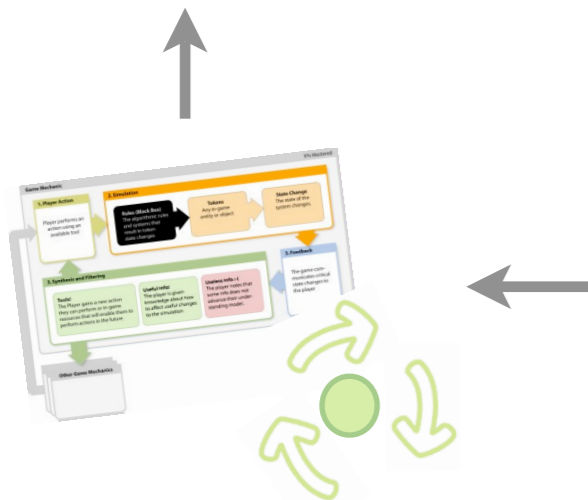 Game Mechanic
X% Mastered
1. Player Action
Player performs an
action using an
available tool
2. Simulation
Rules (Black Box)
The algorithmic rules
and systems that
result in token
state changes.
Tokens
Any in-game
entity or object
State Change
The state of the
system changes.
3. Feedback
The game com-
municates critical
state changes to
the player
3. Synthesis and Filtering
Tools!
The Player gains a new action
they can perform or in-game
resources that will enable them to
perform actions in the future
Useful Info!
The player is given
knowledge about how
to affect useful changes
to the simulation
Useless Info :-(
The player notes that
some info does not
advance their under-
standing model.
Other Game Mechanics